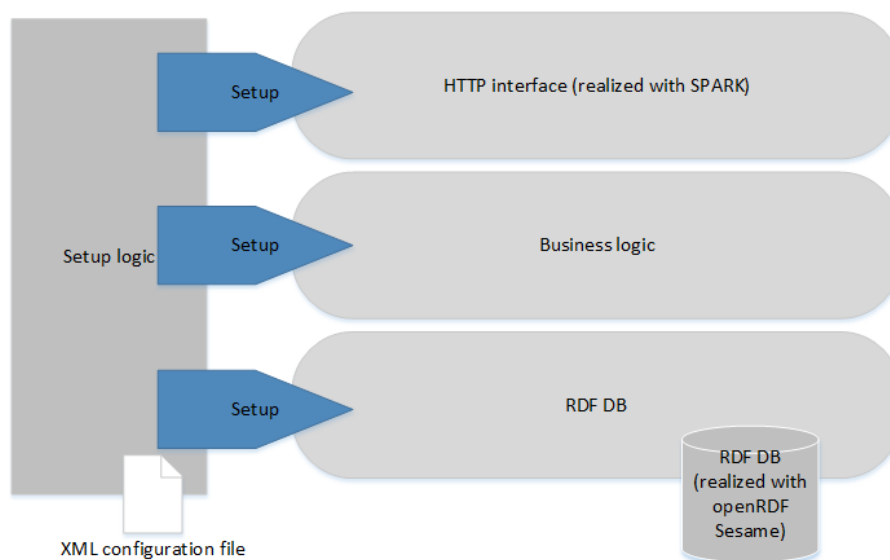 Setup
HTTP interface (realized with SPARK)
Setup logic
Setup
Business logic
Setup
RDF DB
RDF DB
(realized with
openRDF
Sesame)
XML configuration file